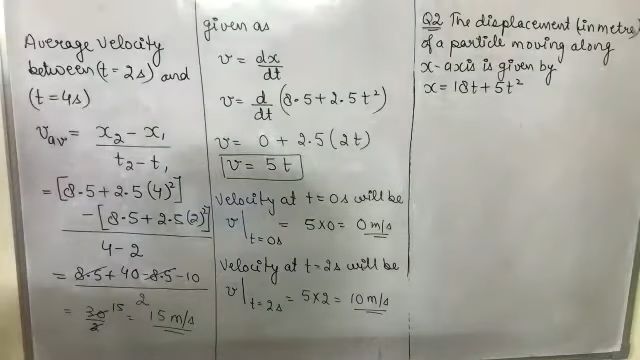 Average velocity
between (t = 2s) and
(t = 4s)
v_av = x₂ - x₁ / t₂ - t₁
= [8.5 + 2.5 (4)²]
- [8.5 + 2.5 (2)²]
4 - 2
= 8.5 + 40 - 8.5 - 10
2
= 30/2 15 = 15 m/s
given as
v = dx/dt
v = d/dt (8.5 + 2.5 t²)
v = 0 + 2.5 (2t)
v = 5t
velocity at t = 0s will be
v|t=0s = 5×0 = 0 m/s
velocity at t = 2s will be
v|t=2s = 5×2 = 10 m/s
Q2 The displacement (in metre)
of a particle moving along
x-axis is given by
x = 18t + 5t²